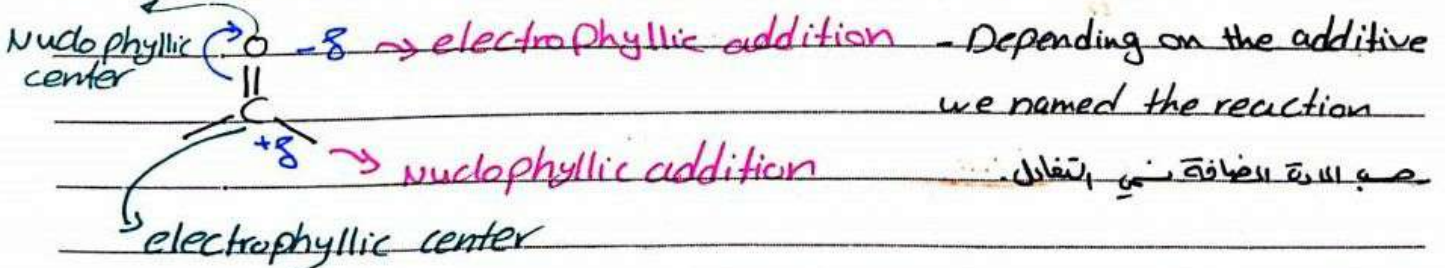 Nuclophyllic center
O -δ → electrophyllic addition - Depending on the additive
||
C
we named the reaction
+δ → Nuclophyllic addition
حسب المادة المضافة نسمي التفاعل.
electrophyllic center